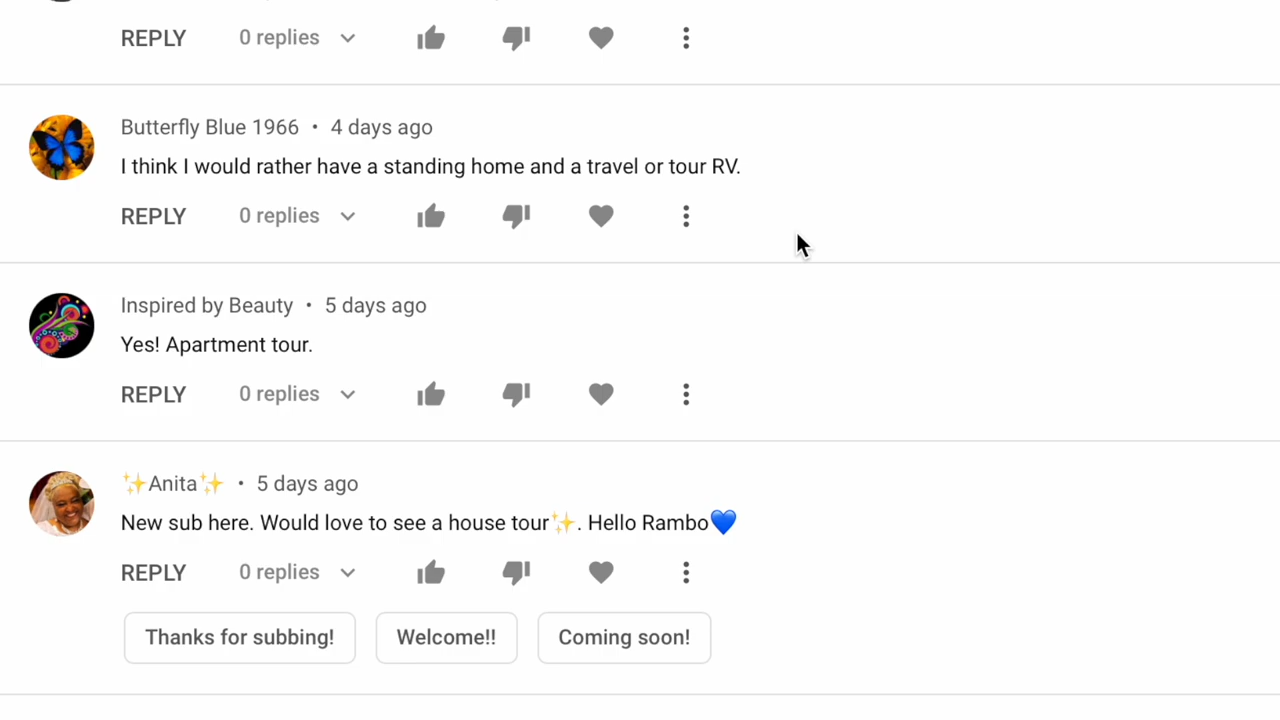 REPLY 0 replies
Butterfly Blue 1966 • 4 days ago
I think I would rather have a standing home and a travel or tour RV.
REPLY 0 replies
Inspired by Beauty • 5 days ago
Yes! Apartment tour.
REPLY 0 replies
✨Anita✨ • 5 days ago
New sub here. Would love to see a house tour✨. Hello Rambo💙
REPLY 0 replies
Thanks for subbing! Welcome!! Coming soon!